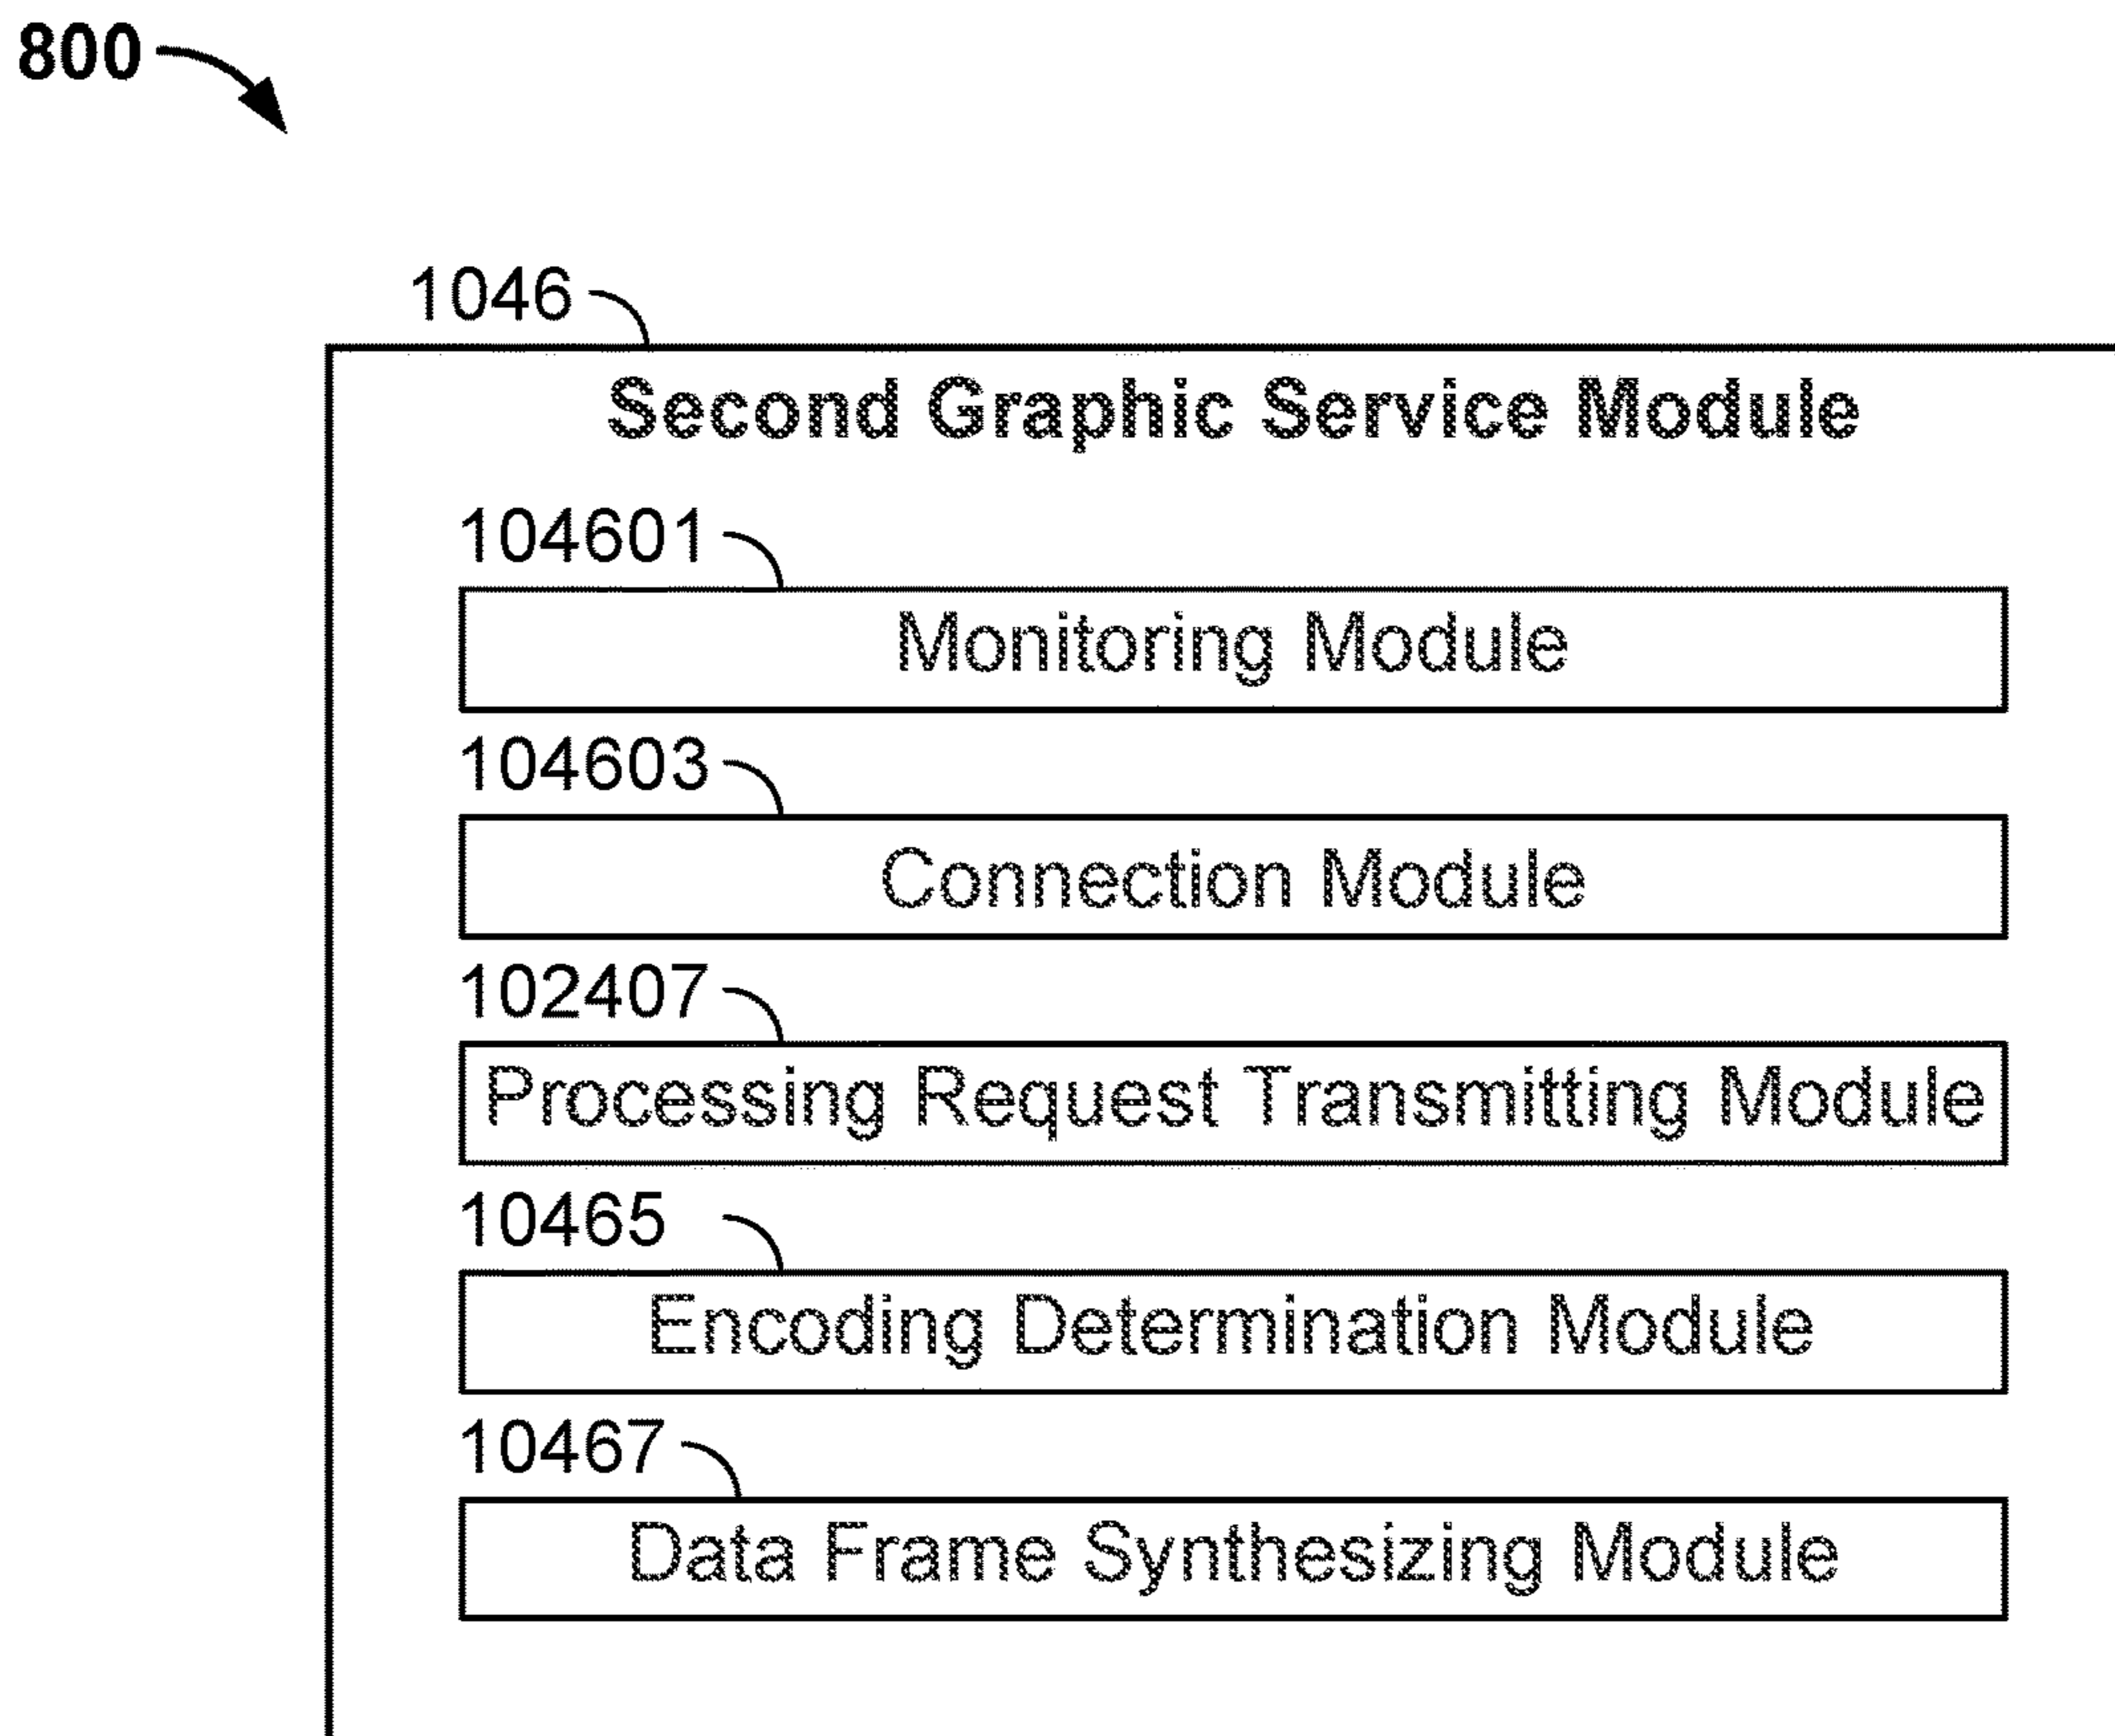 800
1046
Second Graphic Service Module
104601
Monitoring Module
104603
Connection Module
102407
Processing Request Transmitting Module
10465
Encoding Determination Module
10467
Data Frame Synthesizing Module